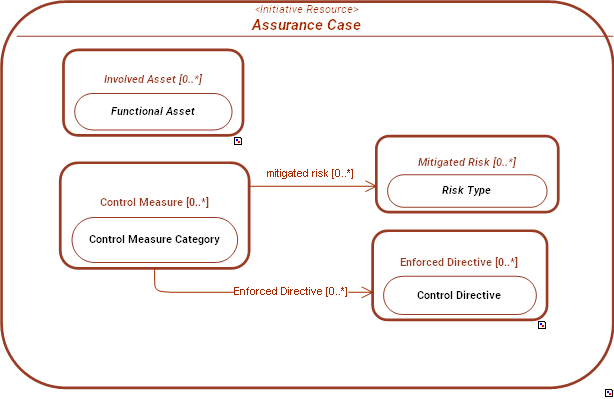 <Initiative Resource>
Assurance Case
Involved Asset [0..*]
Functional Asset
mitigated risk [0..*]
Mitigated Risk [0..*]
Risk Type
Control Measure [0..*]
Control Measure Category
Enforced Directive [0..*]
Control Directive
Enforced Directive [0..*]